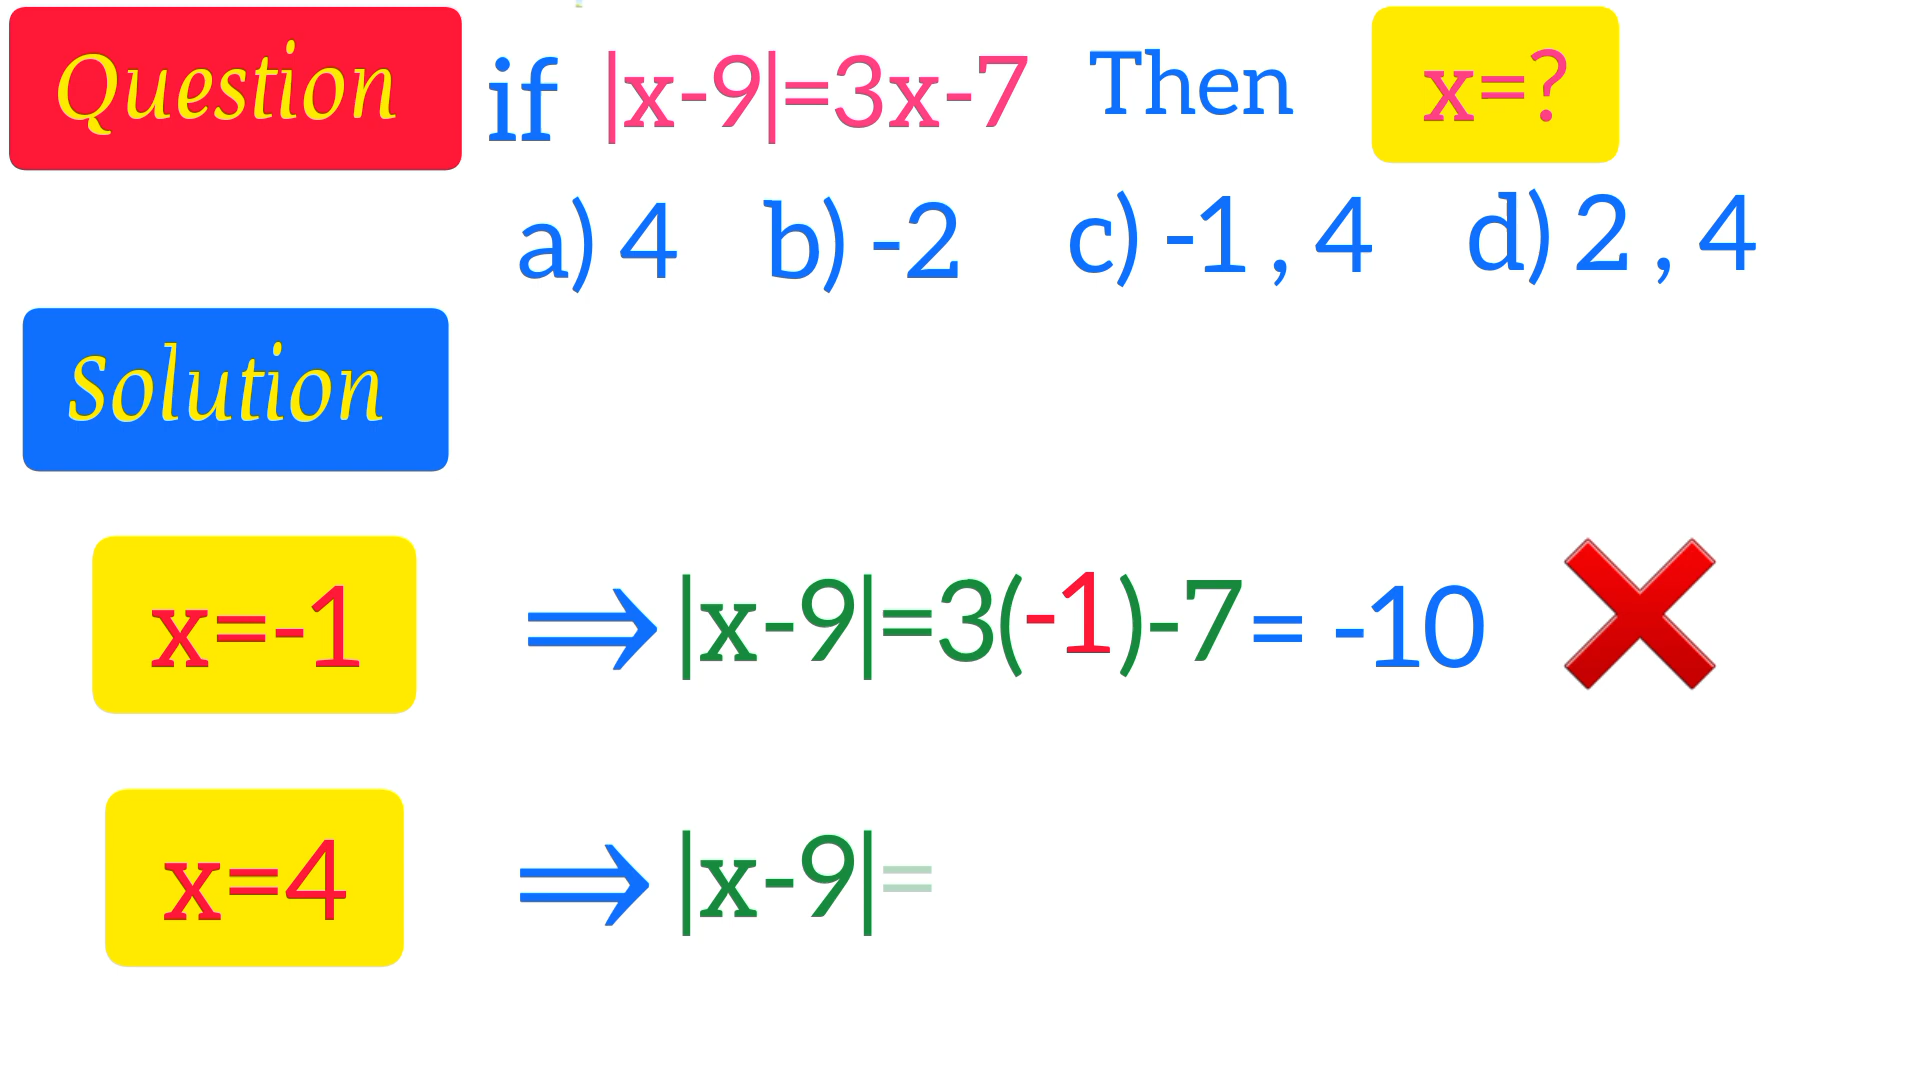 Question if |x-9|=3x-7 Then x=?
a) 4 b) -2 c) -1 , 4 d) 2 , 4
Solution
x=-1 ⇒ |x-9|=3(-1)-7= -10 ❌
x=4 ⇒ |x-9|=